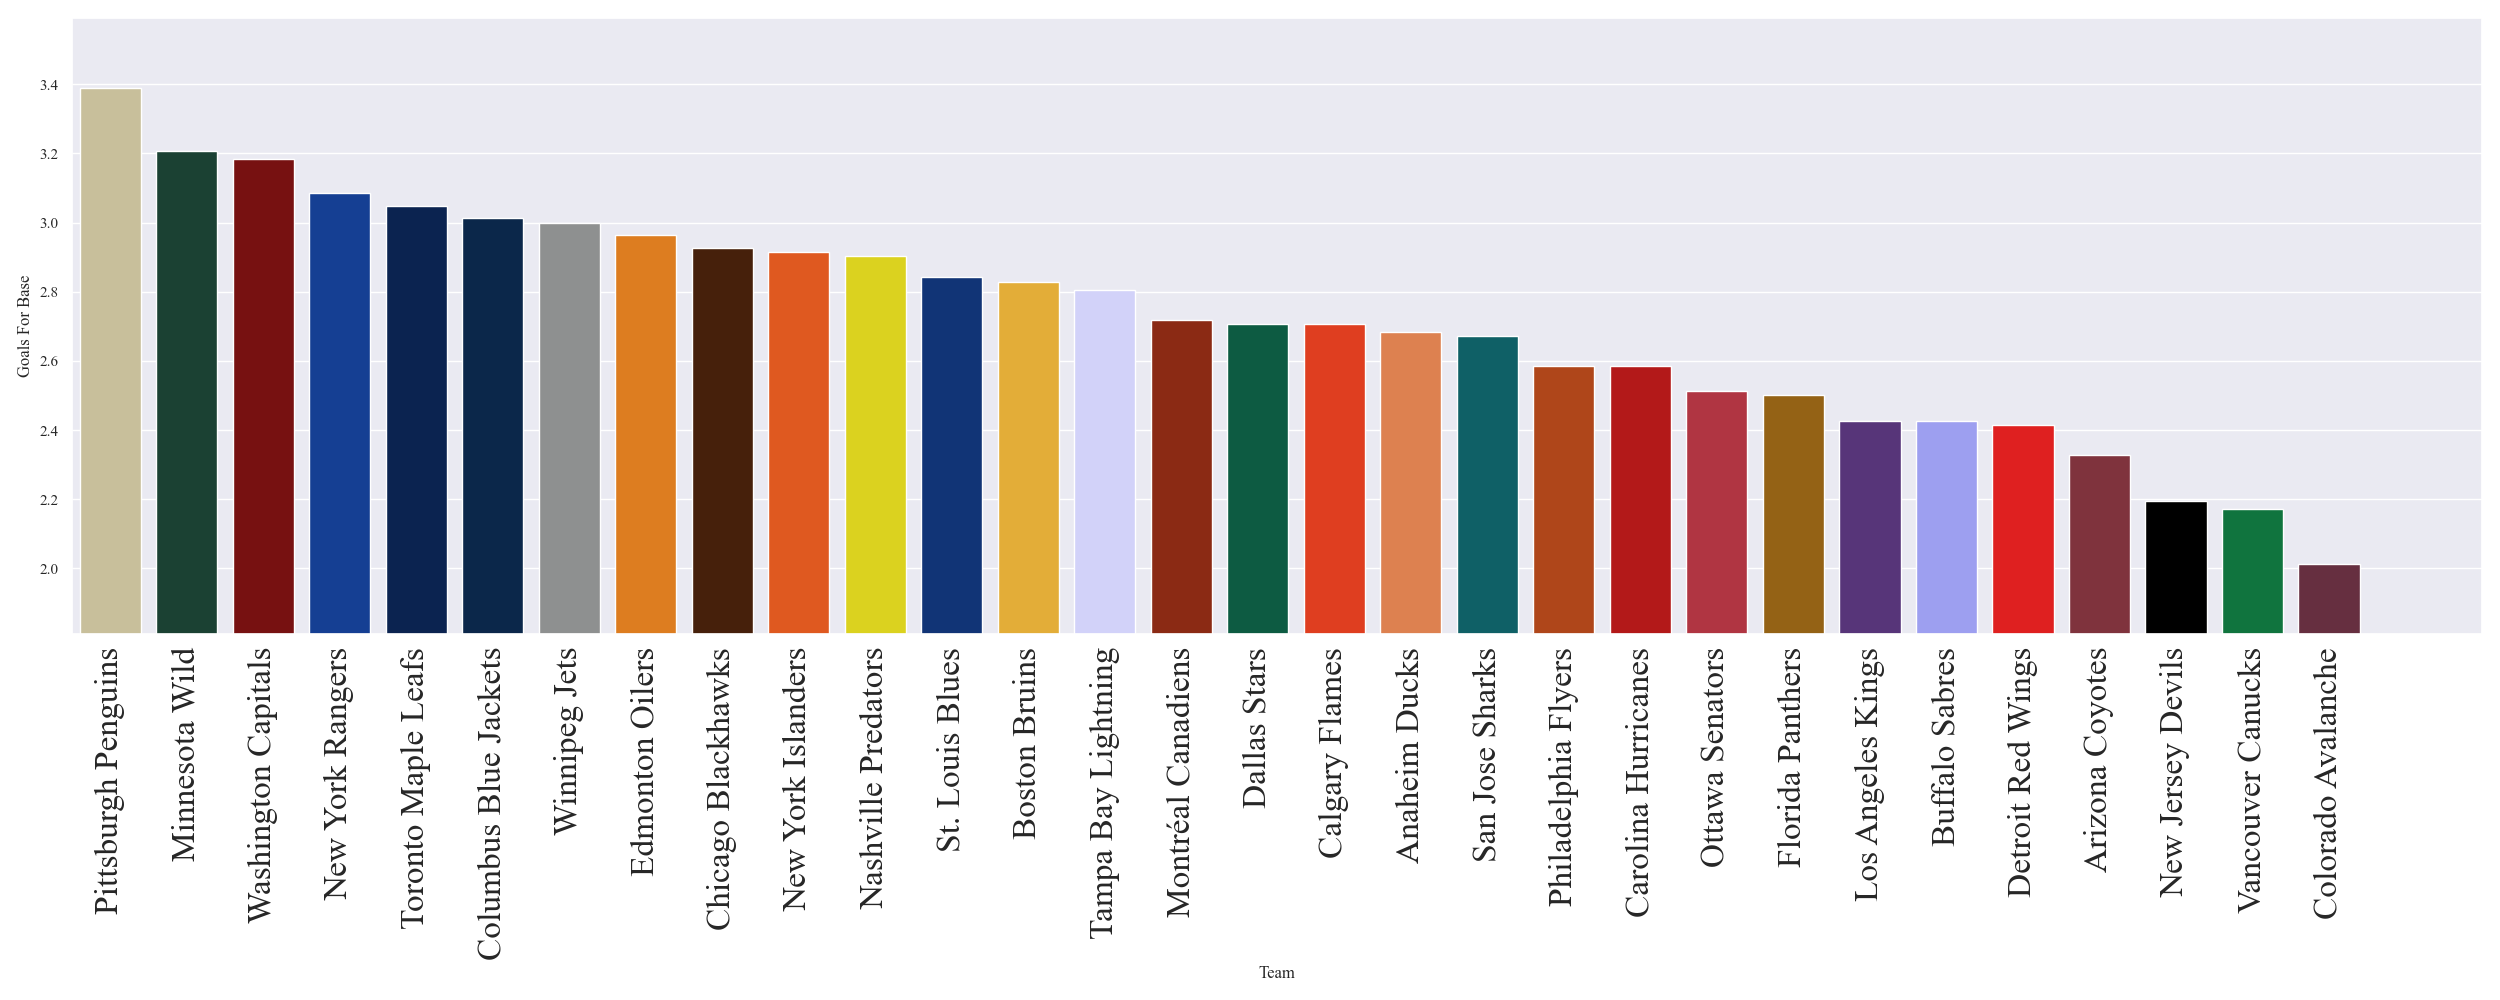 3.4
3.2
3.0
2.8
2.6
2.4
2.2
2.0
Goals For Base
Pittsburgh Penguins
Minnesota Wild
Washington Capitals
New York Rangers
Toronto Maple Leafs
Columbus Blue Jackets
Winnipeg Jets
Edmonton Oilers
Chicago Blackhawks
New York Islanders
Nashville Predators
St. Louis Blues
Boston Bruins
Tampa Bay Lightning
Montréal Canadiens
Dallas Stars
Calgary Flames
Anaheim Ducks
San Jose Sharks
Philadelphia Flyers
Carolina Hurricanes
Ottawa Senators
Florida Panthers
Los Angeles Kings
Buffalo Sabres
Detroit Red Wings
Arizona Coyotes
New Jersey Devils
Vancouver Canucks
Colorado Avalanche
Team